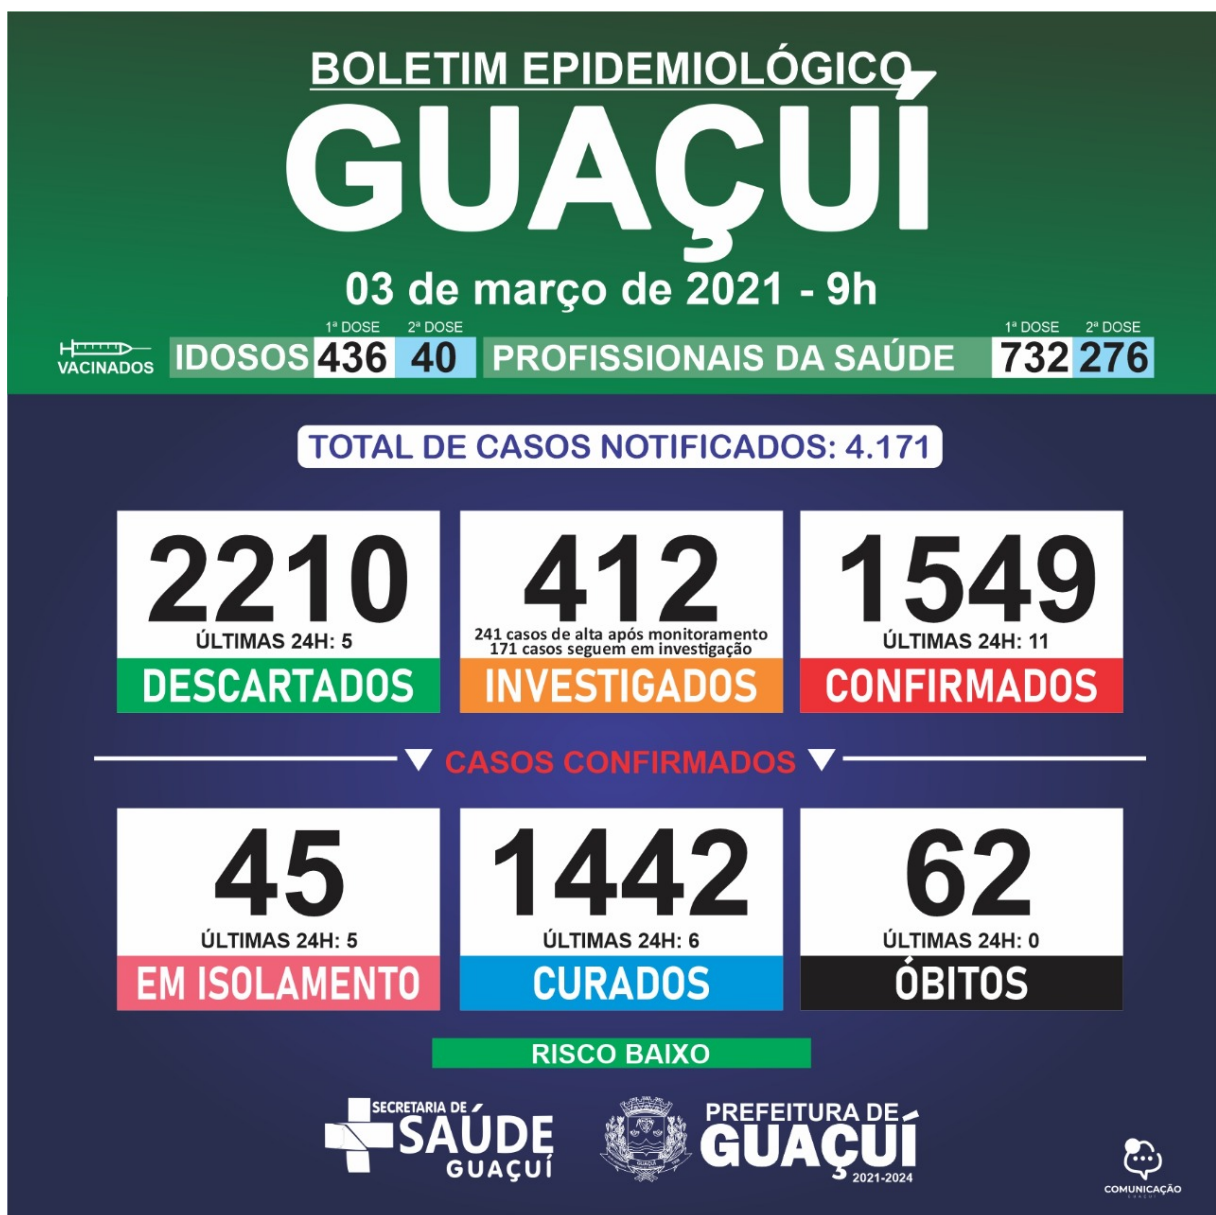 BOLETIM EPIDEMIOLÓGICO
GUAÇUÍ
03 de março de 2021 - 9h
1ª DOSE 2ª DOSE 1ª DOSE 2ª DOSE
VACINADOS IDOSOS 436 40 PROFISSIONAIS DA SAÚDE 732 276
TOTAL DE CASOS NOTIFICADOS: 4.171
2210
ÚLTIMAS 24H: 5
DESCARTADOS
412
241 casos de alta após monitoramento
171 casos seguem em investigação
INVESTIGADOS
1549
ÚLTIMAS 24H: 11
CONFIRMADOS
CASOS CONFIRMADOS
45
ÚLTIMAS 24H: 5
EM ISOLAMENTO
1442
ÚLTIMAS 24H: 6
CURADOS
62
ÚLTIMAS 24H: 0
ÓBITOS
RISCO BAIXO
SECRETARIA DE
SAÚDE
GUAÇUÍ
PREFEITURA DE
GUAÇUÍ
2021-2024
COMUNICAÇÃO